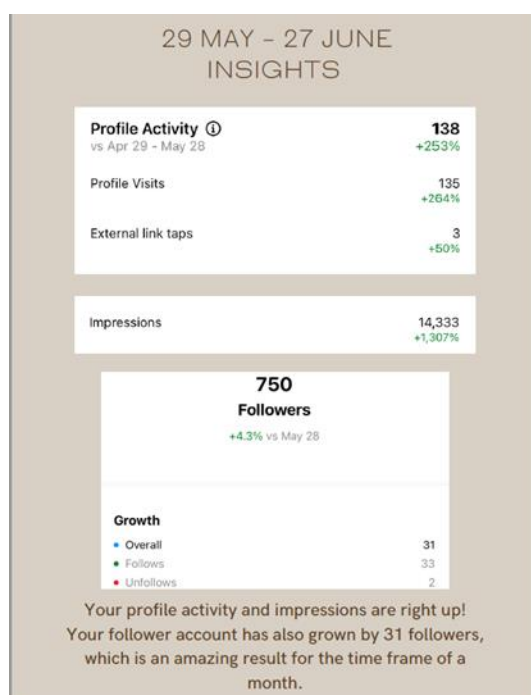 29 MAY – 27 JUNE
INSIGHTS
Profile Activity ⓘ 138
vs Apr 29 - May 28 +253%
Profile Visits 135
+264%
External link taps 3
+50%
Impressions 14,333
+1,307%
750
Followers
+4.3% vs May 28
Growth
• Overall 31
• Follows 33
• Unfollows 2
Your profile activity and impressions are right up!
Your follower account has also grown by 31 followers,
which is an amazing result for the time frame of a
month.